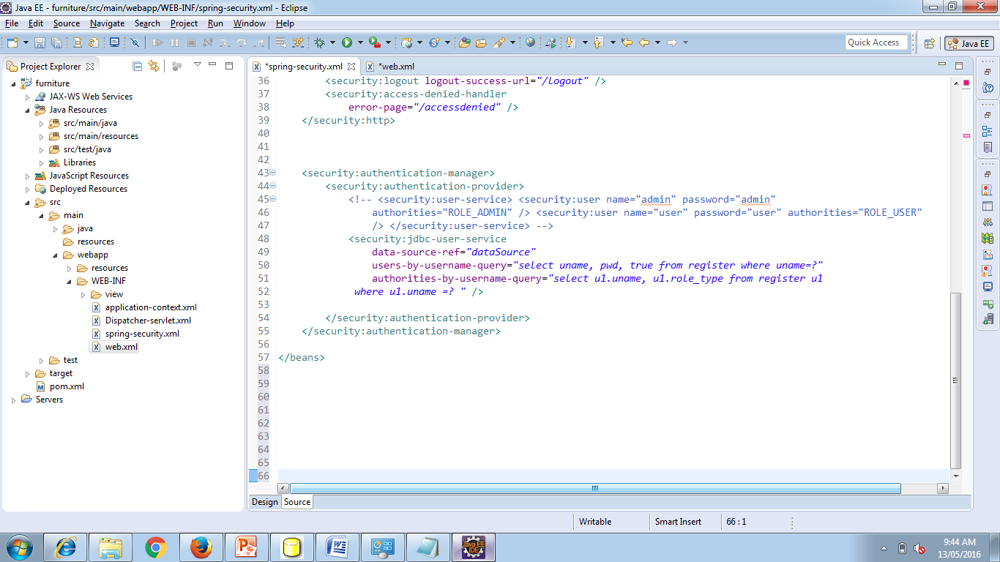 Java EE - furniture/src/main/webapp/WEB-INF/spring-security.xml - Eclipse
File Edit Source Navigate Search Project Run Window Help
Quick Access
Java EE
Project Explorer
furniture
JAX-WS Web Services
Java Resources
src/main/java
src/main/resources
src/test/java
Libraries
JavaScript Resources
Deployed Resources
src
main
java
resources
webapp
resources
WEB-INF
view
application-context.xml
Dispatcher-servlet.xml
spring-security.xml
web.xml
test
target
pom.xml
Servers
*spring-security.xml
*web.xml
36 <security:logout logout-success-url="/logout" />
37 <security:access-denied-handler
38 error-page="/accessdenied" />
39 </security:http>
40
41
42
43 <security:authentication-manager>
44 <security:authentication-provider>
45 <!-- <security:user-service> <security:user name="admin" password="admin"
46 authorities="ROLE_ADMIN" /> <security:user name="user" password="user" authorities="ROLE_USER"
47 /> </security:user-service> -->
48 <security:jdbc-user-service
49 data-source-ref="dataSource"
50 users-by-username-query="select uname, pwd, true from register where uname=?"
51 authorities-by-username-query="select u1.uname, u1.role_type from register u1
52 where u1.uname =? " />
53
54 </security:authentication-provider>
55 </security:authentication-manager>
56
57 </beans>
58
59
60
61
62
63
64
65
66
Design Source
Writable
Smart Insert
66 : 1
Java EE IDE
9:44 AM
13/05/2016